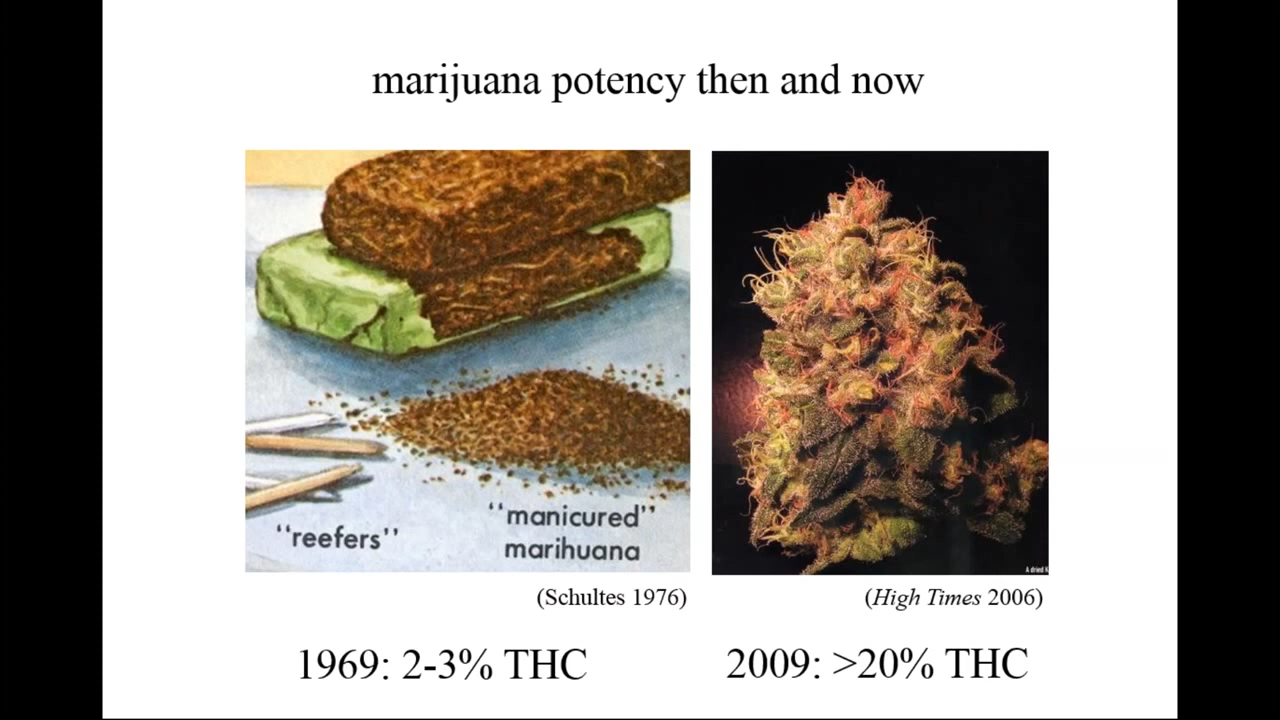 marijuana potency then and now
"reefers"
"manicured"
marihuana
A dried
(Schultes 1976)
(High Times 2006)
1969: 2-3% THC
2009: >20% THC